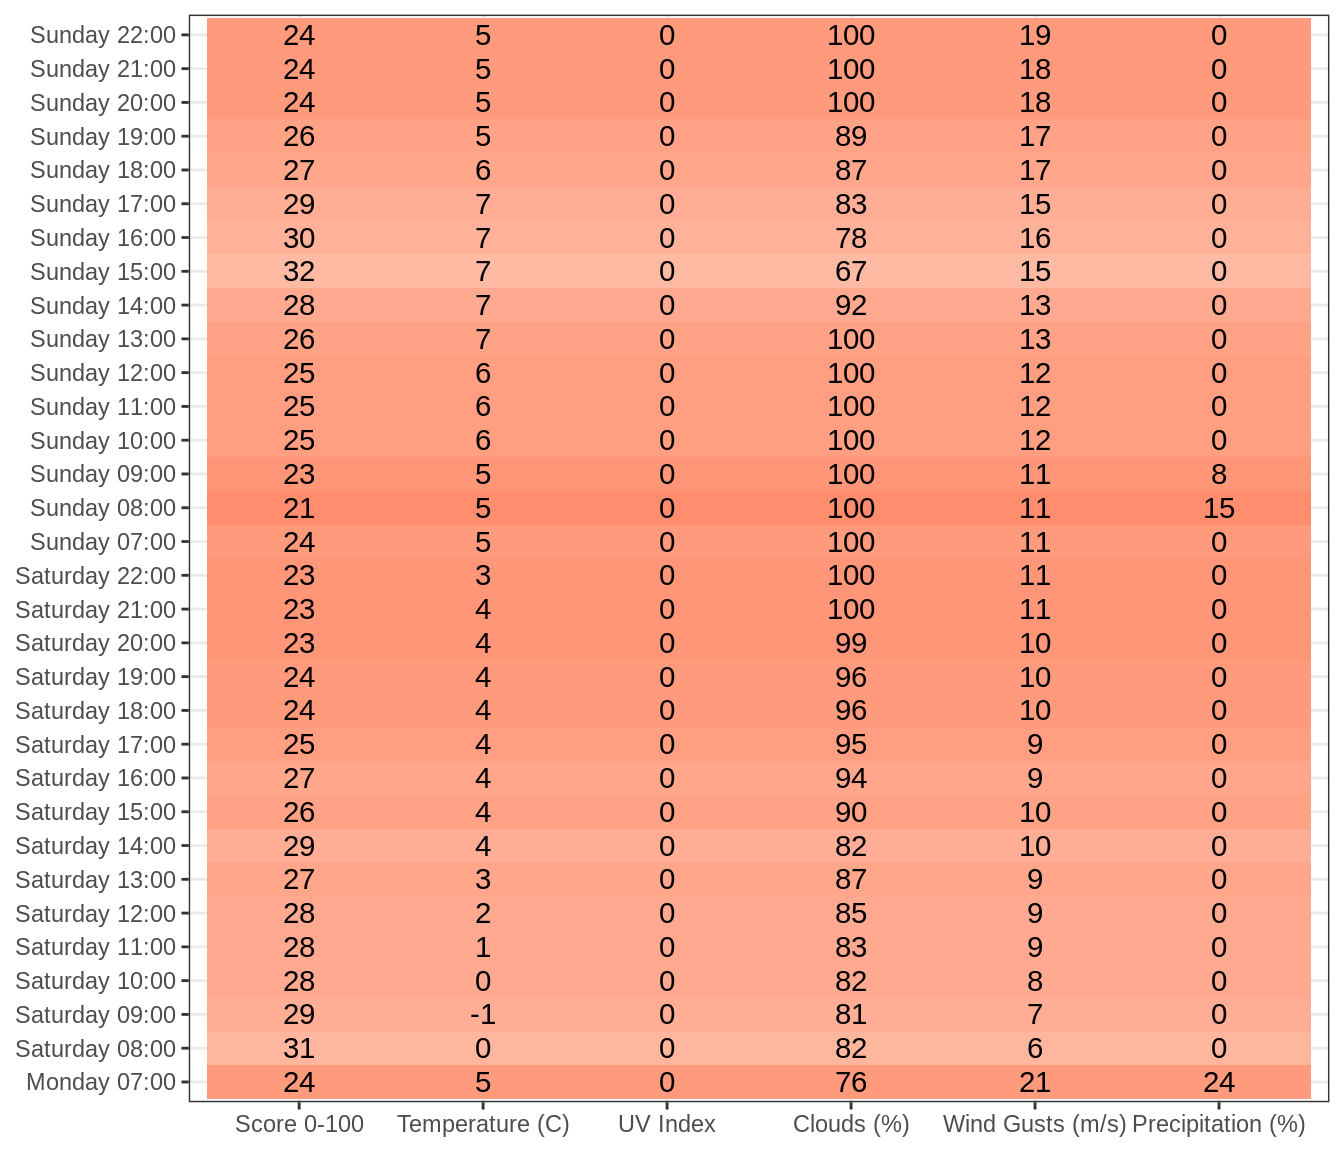 Sunday 22:00 24 5 0 100 19 0
Sunday 21:00 24 5 0 100 18 0
Sunday 20:00 24 5 0 100 18 0
Sunday 19:00 26 5 0 89 17 0
Sunday 18:00 27 6 0 87 17 0
Sunday 17:00 29 7 0 83 15 0
Sunday 16:00 30 7 0 78 16 0
Sunday 15:00 32 7 0 67 15 0
Sunday 14:00 28 7 0 92 13 0
Sunday 13:00 26 7 0 100 13 0
Sunday 12:00 25 6 0 100 12 0
Sunday 11:00 25 6 0 100 12 0
Sunday 10:00 25 6 0 100 12 0
Sunday 09:00 23 5 0 100 11 8
Sunday 08:00 21 5 0 100 11 15
Sunday 07:00 24 5 0 100 11 0
Saturday 22:00 23 3 0 100 11 0
Saturday 21:00 23 4 0 100 11 0
Saturday 20:00 23 4 0 99 10 0
Saturday 19:00 24 4 0 96 10 0
Saturday 18:00 24 4 0 96 10 0
Saturday 17:00 25 4 0 95 9 0
Saturday 16:00 27 4 0 94 9 0
Saturday 15:00 26 4 0 90 10 0
Saturday 14:00 29 4 0 82 10 0
Saturday 13:00 27 3 0 87 9 0
Saturday 12:00 28 2 0 85 9 0
Saturday 11:00 28 1 0 83 9 0
Saturday 10:00 28 0 0 82 8 0
Saturday 09:00 29 -1 0 81 7 0
Saturday 08:00 31 0 0 82 6 0
Monday 07:00 24 5 0 76 21 24
Score 0-100 Temperature (C) UV Index Clouds (%) Wind Gusts (m/s) Precipitation (%)